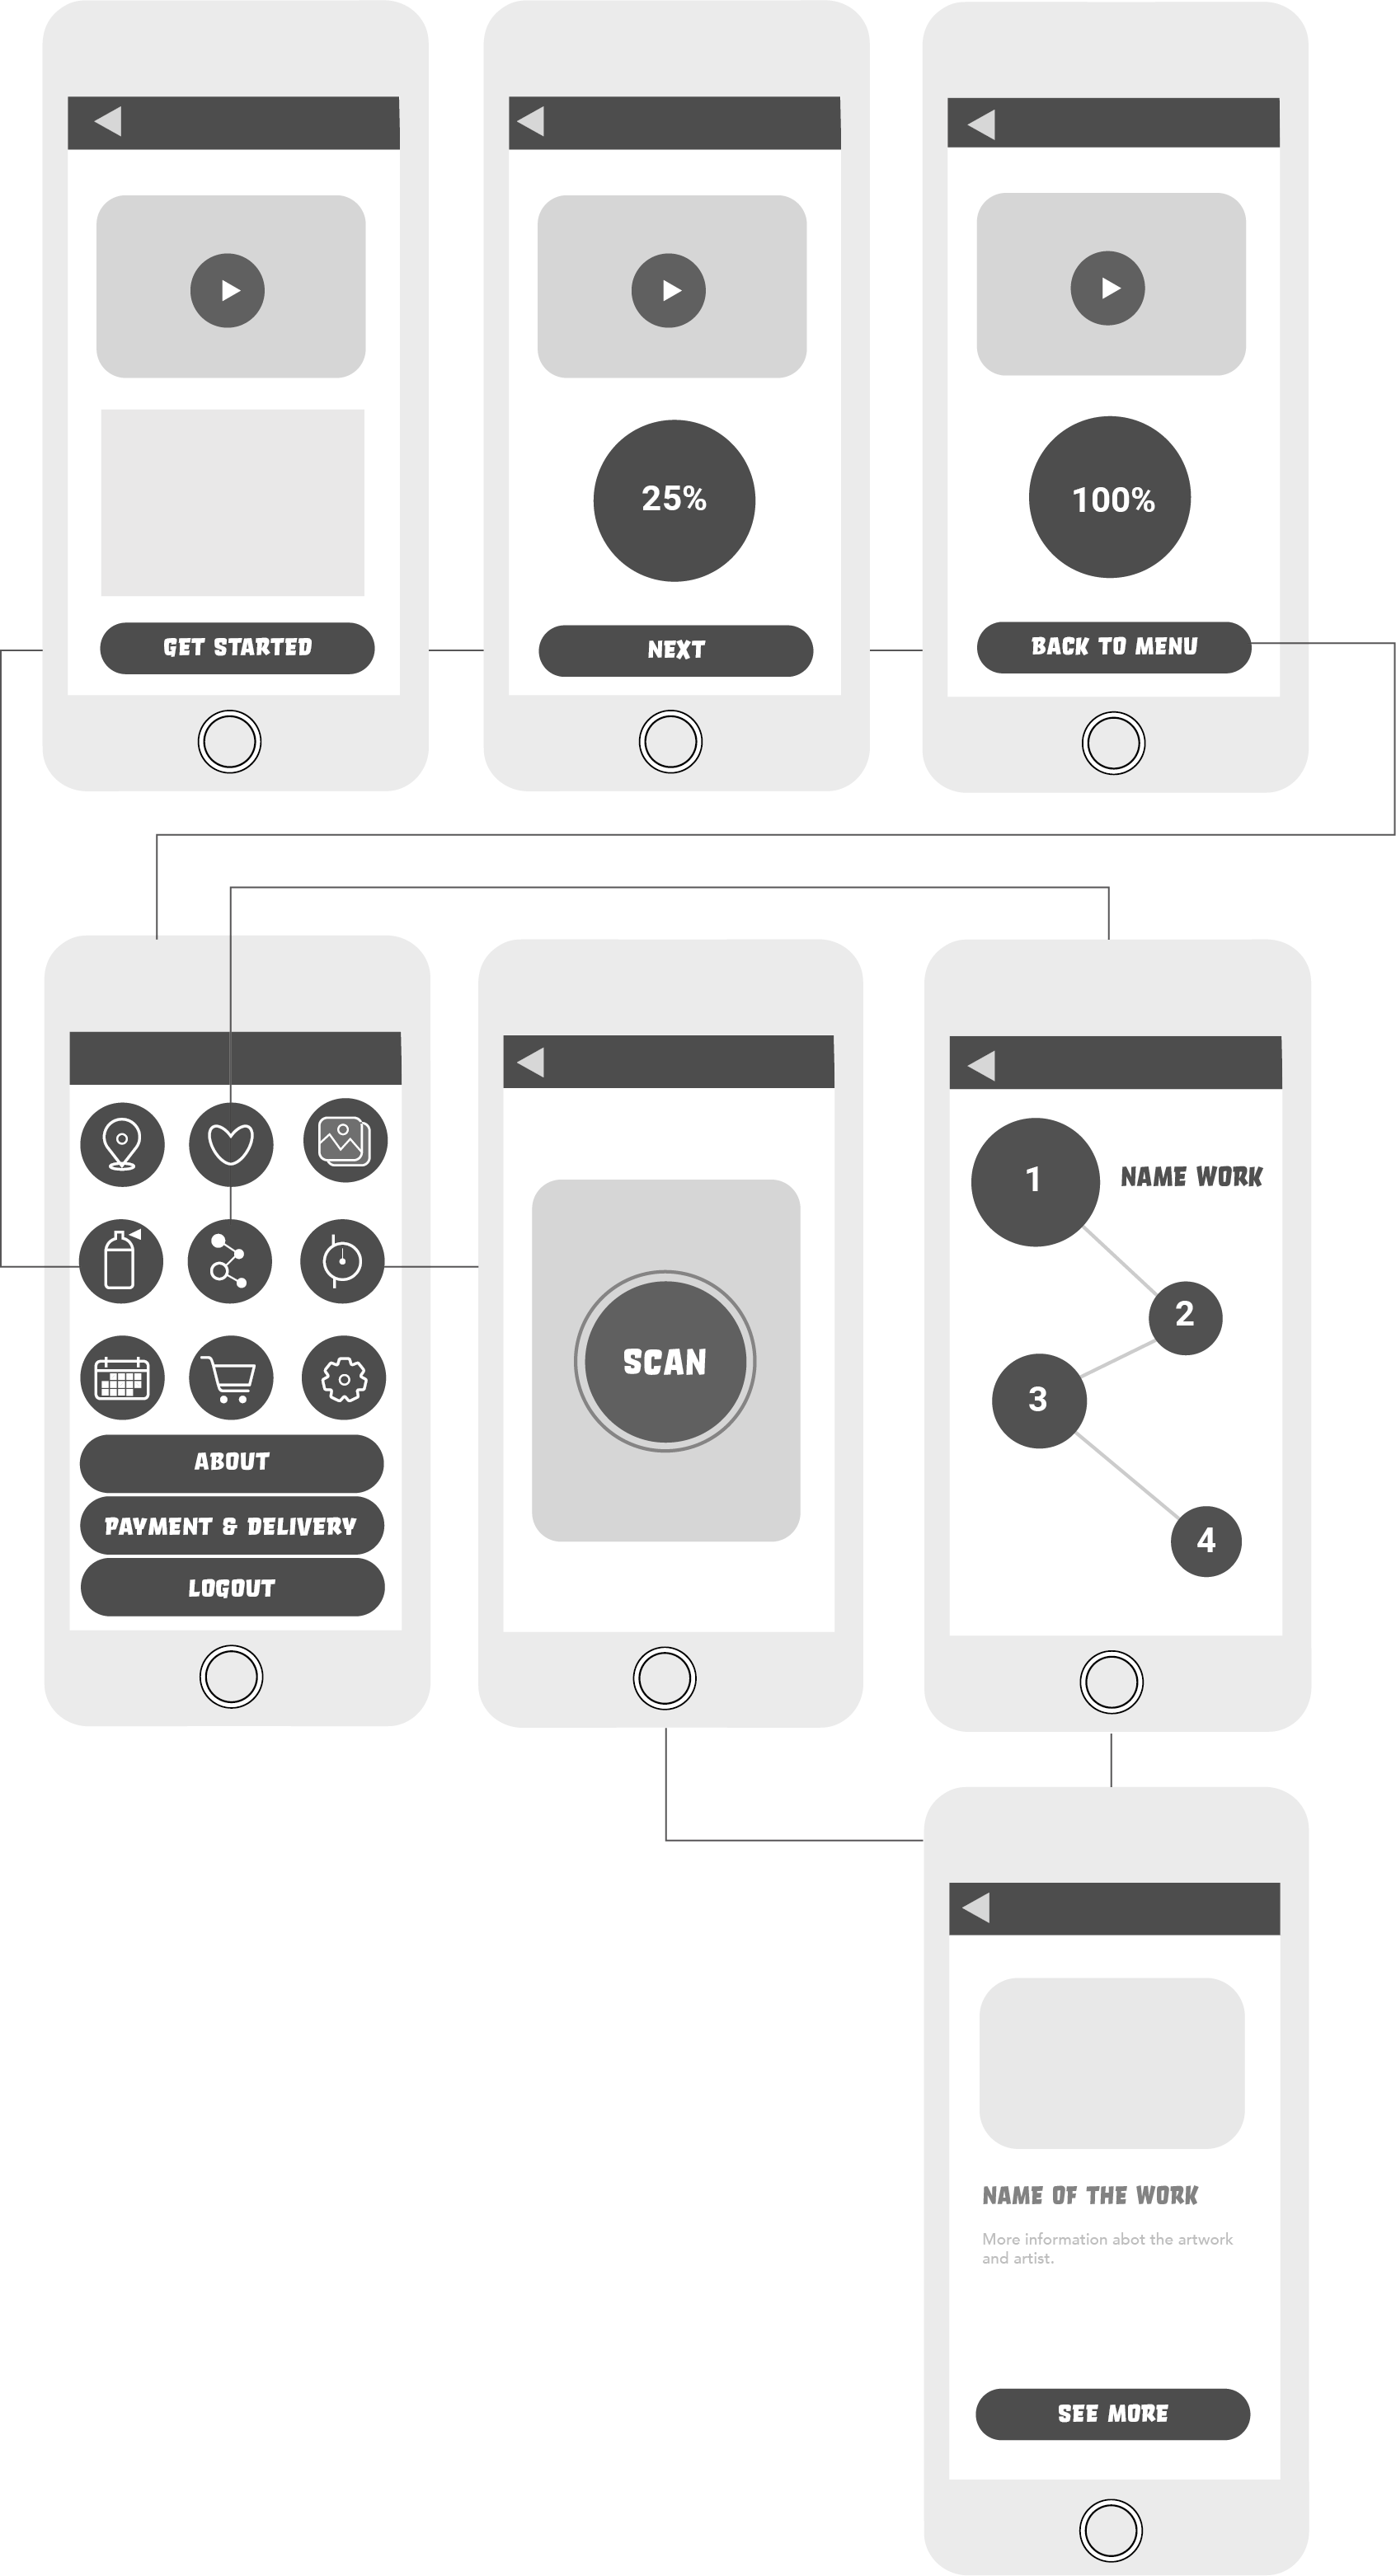 25%
100%
GET STARTED
NEXT
BACK TO MENU
1
NAME WORK
2
SCAN
3
ABOUT
PAYMENT & DELIVERY
4
LOGOUT
NAME OF THE WORK
More information abot the artwork
and artist.
SEE MORE